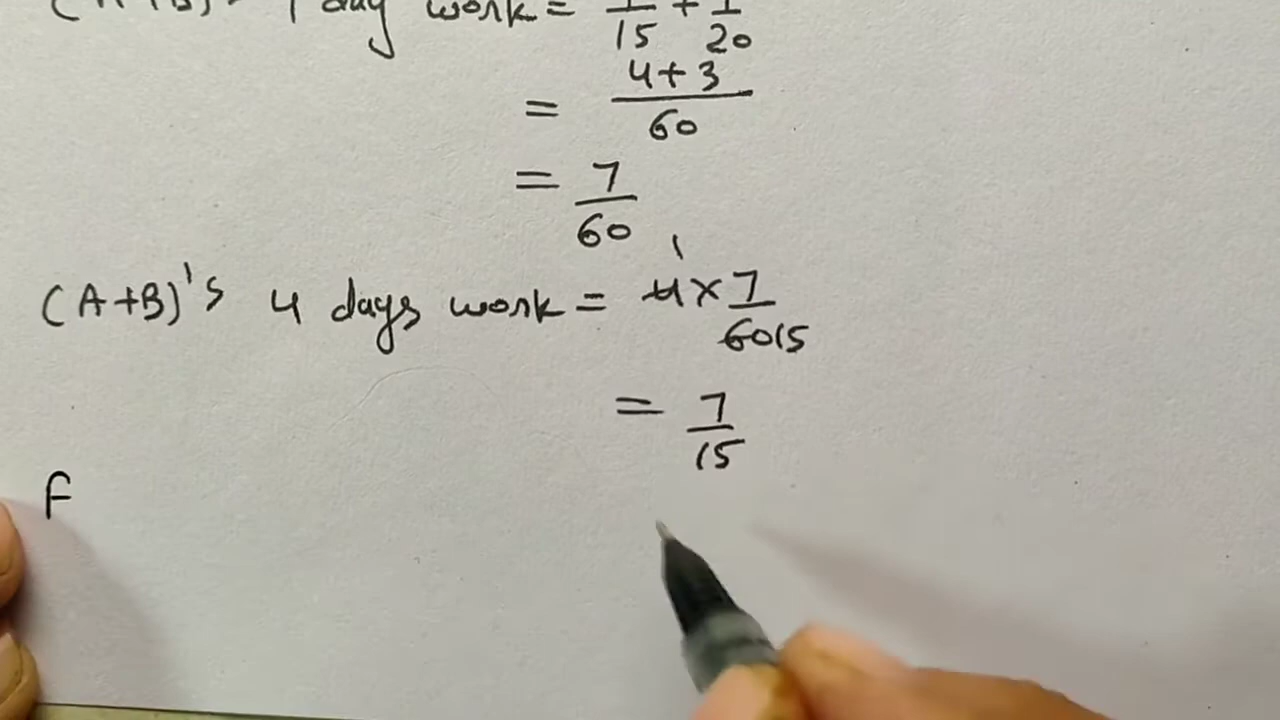 (A+B)'s 1 day work = 1/15 + 1/20
= 4+3/60
= 7/60
1
(A+B)'s 4 days work = 4 x 7/60 15
= 7/15
F